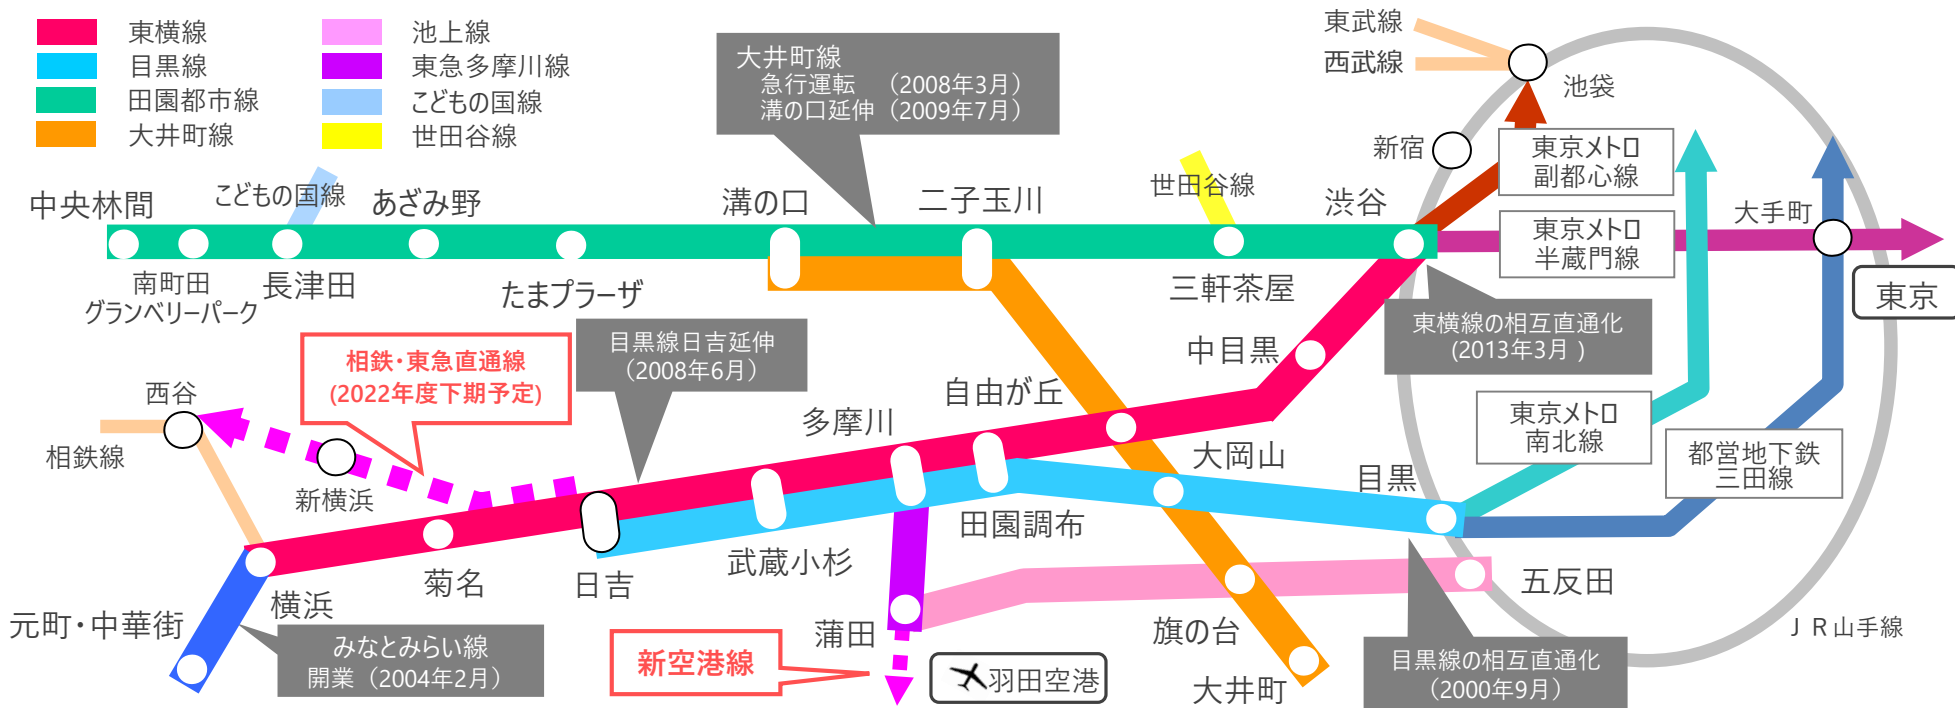 東横線
目黒線
田園都市線
大井町線
池上線
東急多摩川線
こどもの国線
世田谷線
大井町線
急行運転 （2008年3月）
溝の口延伸（2009年7月）
東武線
西武線
池袋
新宿
東京メトロ
副都心線
中央林間
こどもの国線
あざみ野
溝の口
二子玉川
世田谷線
渋谷
東京メトロ
半蔵門線
大手町
東京
南町田
グランベリーパーク
長津田
たまプラーザ
三軒茶屋
相鉄・東急直通線
(2022年度下期予定)
目黒線日吉延伸
（2008年6月）
東横線の相互直通化
(2013年3月 )
中目黒
自由が丘
多摩川
西谷
相鉄線
新横浜
大岡山
目黒
東京メトロ
南北線
都営地下鉄
三田線
田園調布
武蔵小杉
日吉
菊名
横浜
元町・中華街
みなとみらい線
開業（2004年2月）
蒲田
新空港線
羽田空港
旗の台
大井町
五反田
目黒線の相互直通化
（2000年9月）
ＪＲ山手線